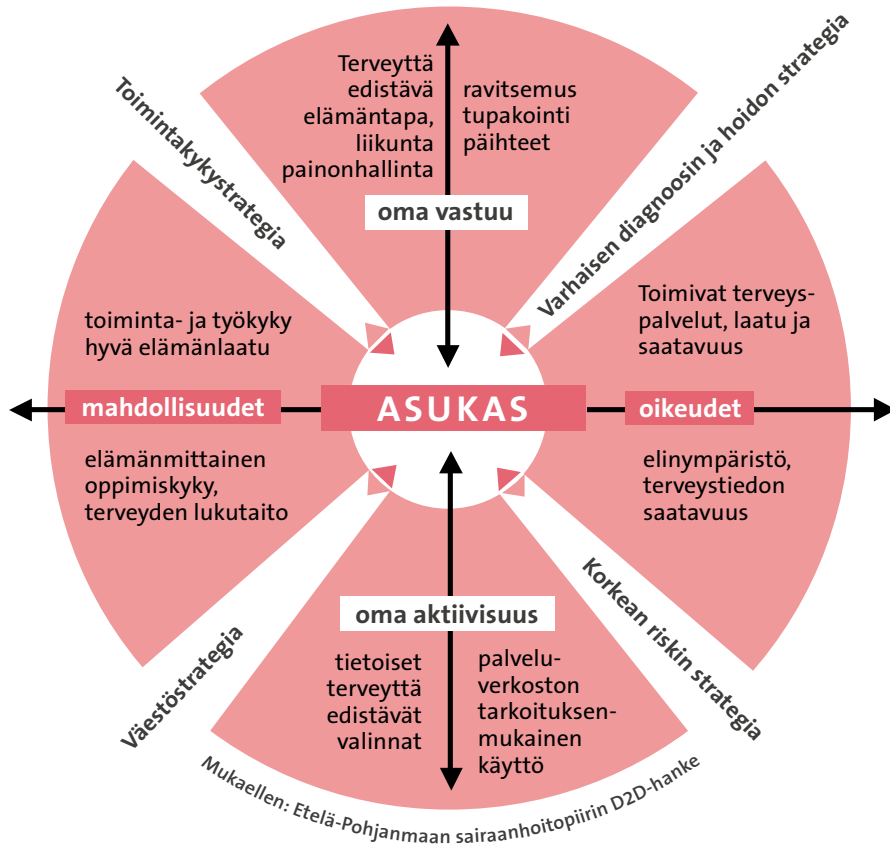 Terveyttä
edistävä
elämäntapa,
liikunta
painonhallinta
ravitsemus
tupakointi
päihteet
oma vastuu
Toimintakykystrategia
Varhaisen diagnoosin ja hoidon strategia
toiminta- ja työkyky
hyvä elämänlaatu
mahdollisuudet
elämänmittainen
oppimiskyky,
terveyden lukutaito
ASUKAS
Toimivat terveys-
palvelut, laatu ja
saatavuus
oikeudet
elinympäristö,
terveystiedon
saatavuus
oma aktiivisuus
tietoiset
terveyttä
edistävät
valinnat
palvelu-
verkoston
tarkoituksen-
mukainen
käyttö
Väestöstrategia
Korkean riskin strategia
Mukaellen: Etelä-Pohjanmaan sairaanhoitopiirin D2D-hanke